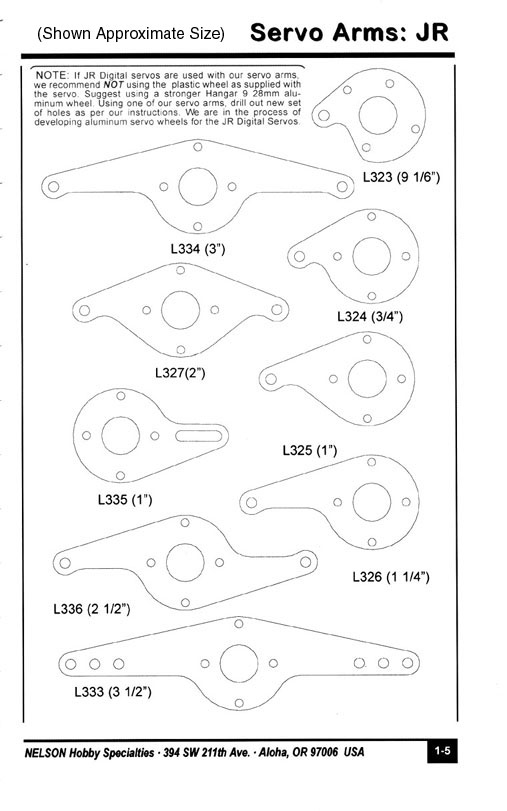 (Shown Approximate Size) Servo Arms: JR
NOTE: If JR Digital servos are used with our servo arms,
we recommend NOT using the plastic wheel as supplied with
the servo. Suggest using a stronger Hangar 9 28mm alu-
minum wheel. Using one of our servo arms, drill out new set
of holes as per our instructions. We are in the process of
developing aluminum servo wheels for the JR Digital Servos.
L323 (9 1/6")
L334 (3")
L324 (3/4")
L327(2")
L325 (1")
L335 (1")
L326 (1 1/4")
L336 (2 1/2")
L333 (3 1/2")
NELSON Hobby Specialties · 394 SW 211th Ave. · Aloha, OR 97006 USA
1-5